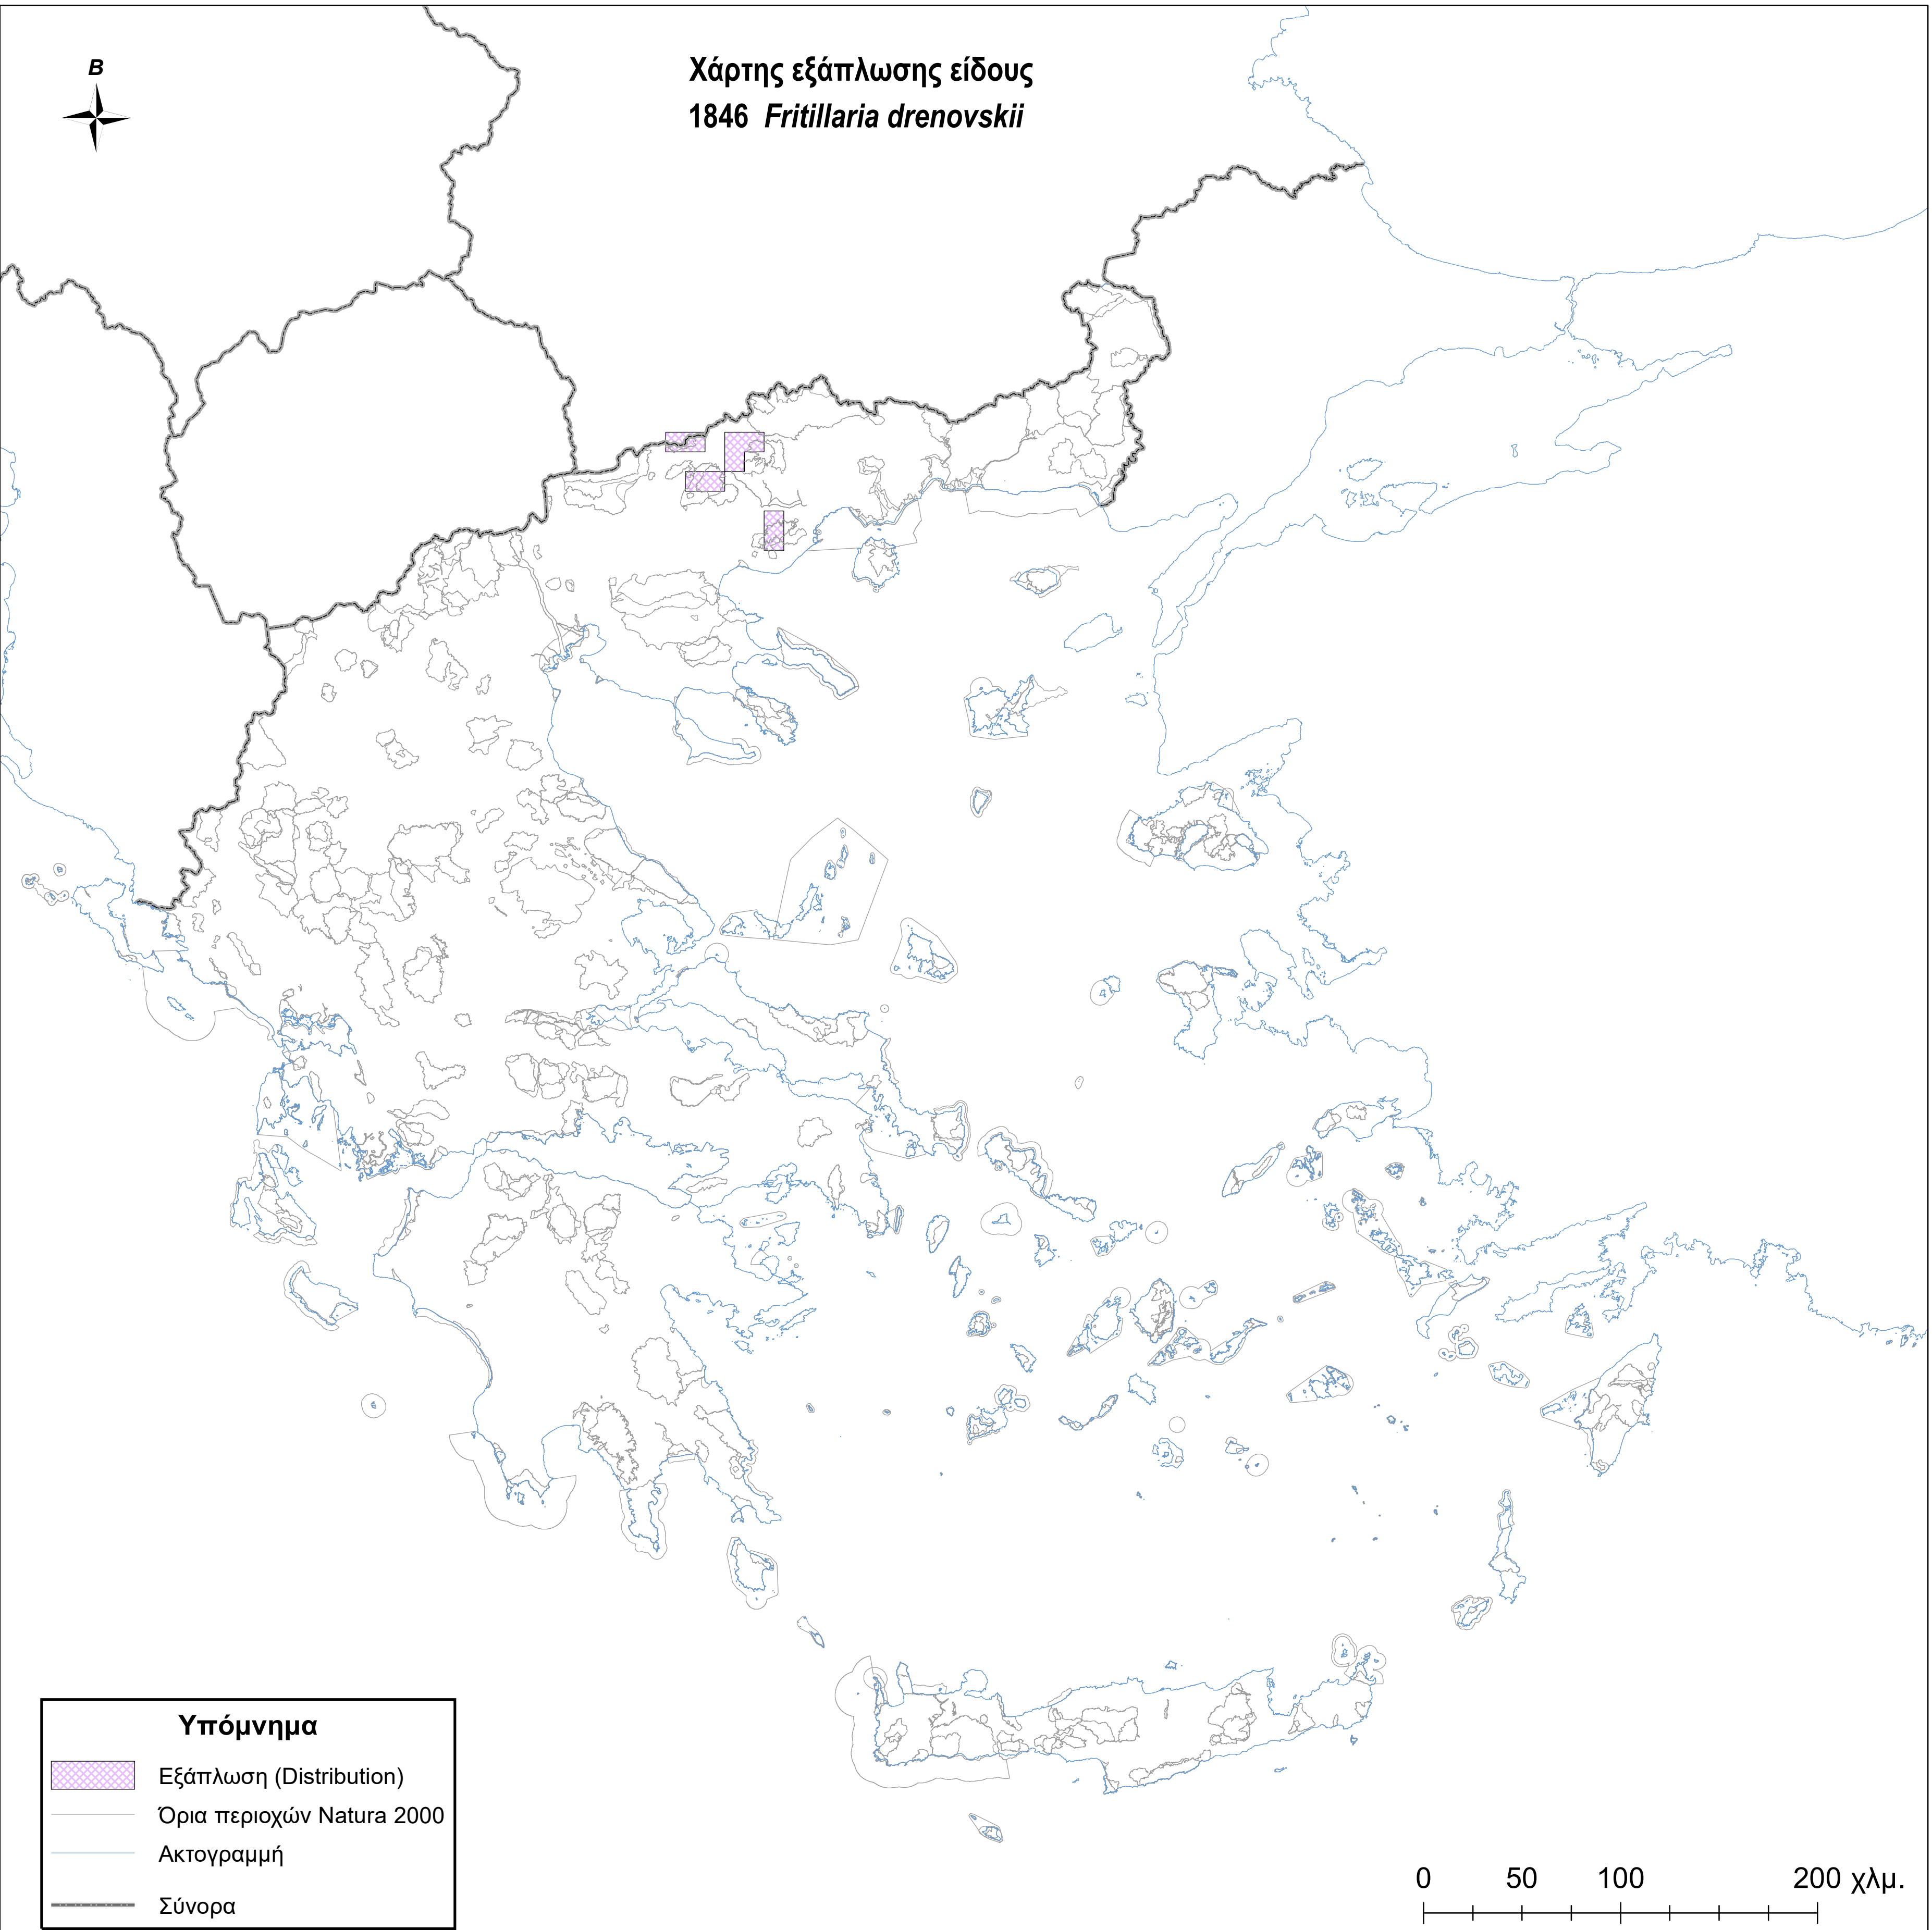 Χάρτης εξάπλωσης είδους
1846 Fritillaria drenovskii
Β
Υπόμνημα
Εξάπλωση (Distribution)
Όρια περιοχών Natura 2000
Ακτογραμμή
Σύνορα
0 50 100 200 χλμ.